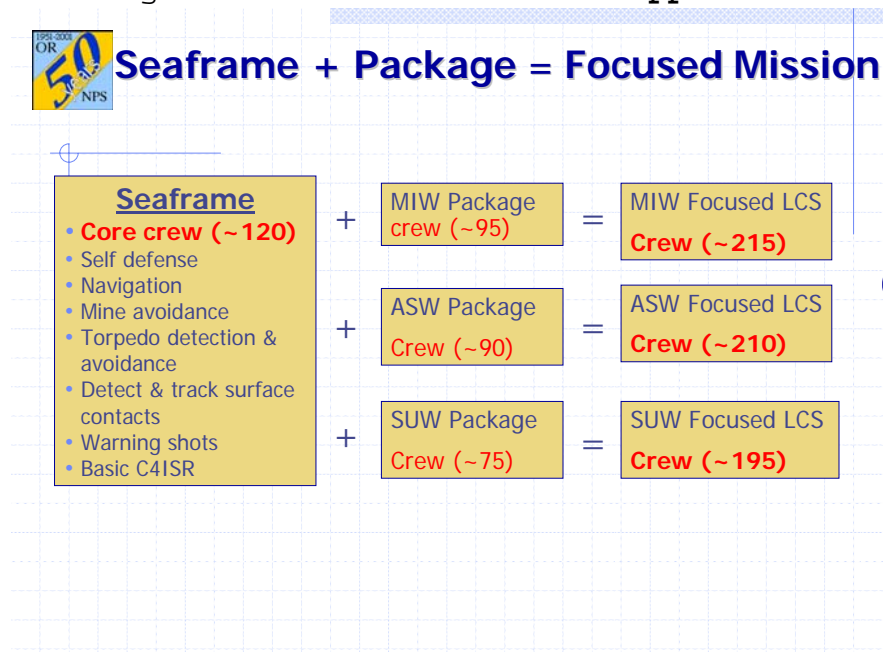 1951-2001
OR
50
Years
NPS
Seaframe + Package = Focused Mission
Seaframe
• Core crew (~120)
• Self defense
• Navigation
• Mine avoidance
• Torpedo detection &
avoidance
• Detect & track surface
contacts
• Warning shots
• Basic C4ISR
+
MIW Package
crew (~95)
=
MIW Focused LCS
Crew (~215)
+
ASW Package
Crew (~90)
=
ASW Focused LCS
Crew (~210)
+
SUW Package
Crew (~75)
=
SUW Focused LCS
Crew (~195)